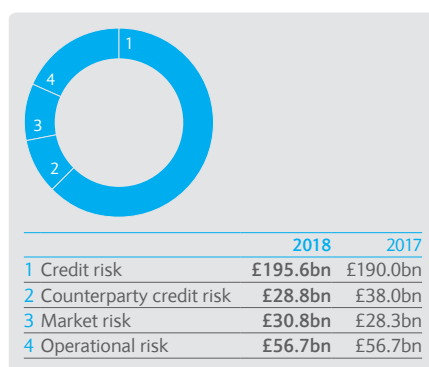 1
4
3
2
2018 2017
1 Credit risk £195.6bn £190.0bn
2 Counterparty credit risk £28.8bn £38.0bn
3 Market risk £30.8bn £28.3bn
4 Operational risk £56.7bn £56.7bn